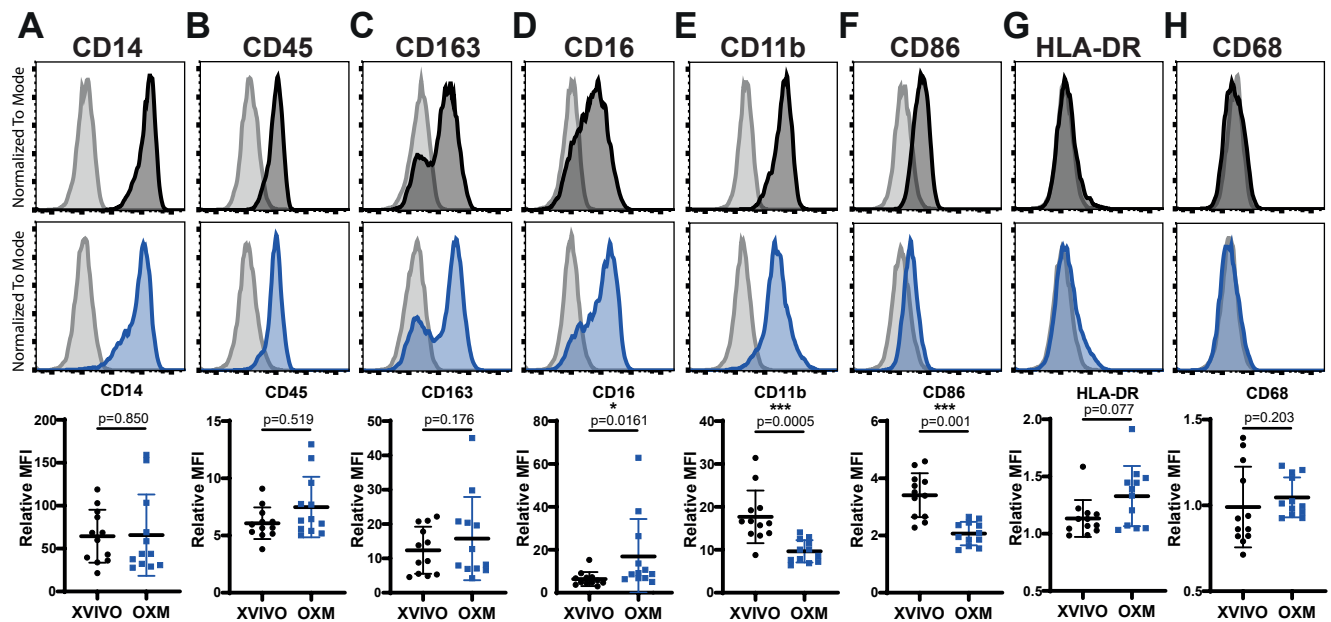 A B C D E F G H
CD14 CD45 CD163 CD16 CD11b CD86 HLA-DR CD68
Normalized To Mode
Normalized To Mode
CD14 CD45 CD163 CD16 CD11b CD86 HLA-DR CD68
* *** ***
p=0.850 p=0.519 p=0.176 p=0.0161 p=0.0005 p=0.001 p=0.077 p=0.203
Relative MFI
200
150
100
50
0
XVIVO OXM
Relative MFI
15
10
5
0
XVIVO OXM
Relative MFI
50
40
30
20
10
0
XVIVO OXM
Relative MFI
80
60
40
20
0
XVIVO OXM
Relative MFI
40
30
20
10
0
XVIVO OXM
Relative MFI
6
4
2
0
XVIVO OXM
Relative MFI
2.0
1.5
1.0
0.5
XVIVO OXM
Relative MFI
1.5
1.0
0.5
XVIVO OXM